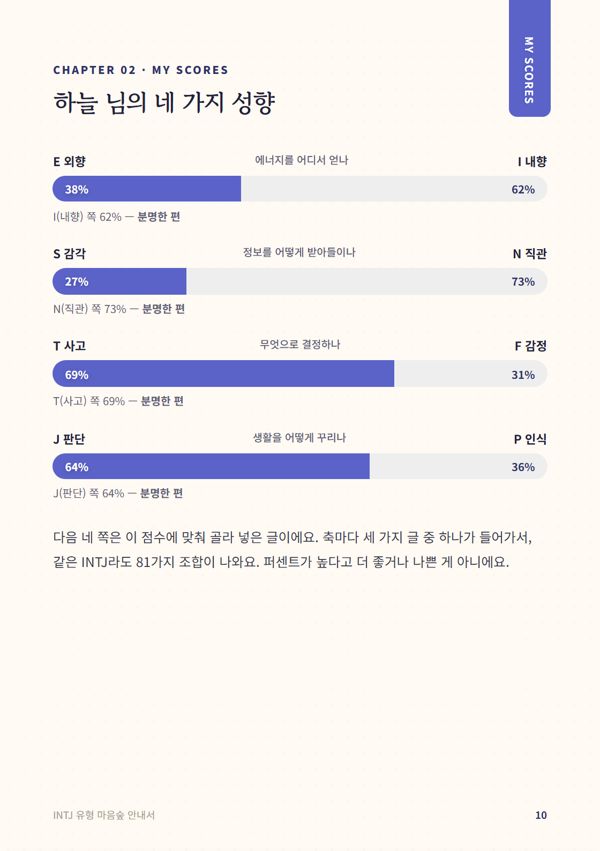 MY SCORES
CHAPTER 02 · MY SCORES
하늘 님의 네 가지 성향
E 외향 에너지를 어디서 얻나 I 내향
38% 62%
I(내향) 쪽 62% — 분명한 편
S 감각 정보를 어떻게 받아들이나 N 직관
27% 73%
N(직관) 쪽 73% — 분명한 편
T 사고 무엇으로 결정하나 F 감정
69% 31%
T(사고) 쪽 69% — 분명한 편
J 판단 생활을 어떻게 꾸리나 P 인식
64% 36%
J(판단) 쪽 64% — 분명한 편
다음 네 쪽은 이 점수에 맞춰 골라 넣은 글이에요. 축마다 세 가지 글 중 하나가 들어가서,
같은 INTJ라도 81가지 조합이 나와요. 퍼센트가 높다고 더 좋거나 나쁜 게 아니에요.
INTJ 유형 마음숲 안내서 10